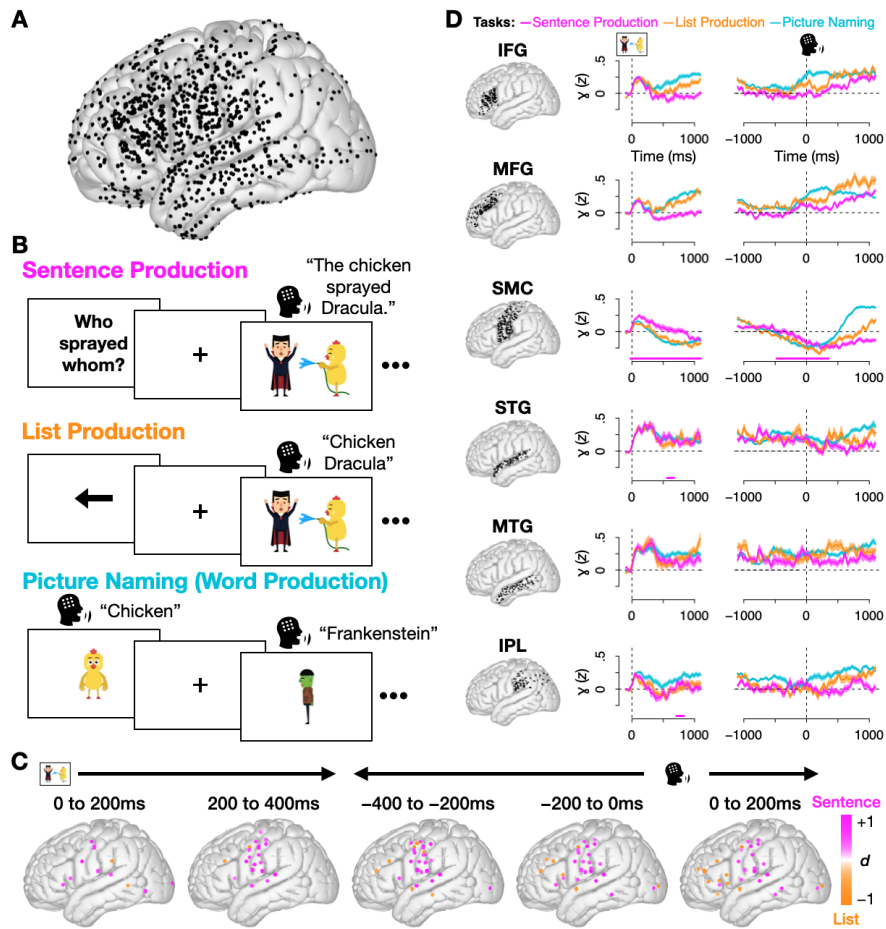 A
B
Sentence Production
Who
sprayed
whom?
+
“The chicken
sprayed
Dracula.”
•••
List Production
+
“Chicken
Dracula”
•••
Picture Naming (Word Production)
“Chicken”
+
“Frankenstein”
•••
C
0 to 200ms
200 to 400ms
−400 to −200ms
−200 to 0ms
0 to 200ms
Sentence
+1
d
−1
List
D
Tasks: Sentence Production List Production Picture Naming
IFG
γ (z)
.5
0
0 1000
−1000 0 1000
Time (ms) Time (ms)
MFG
γ (z)
.5
0
0 1000
−1000 0 1000
SMC
γ (z)
.5
0
0 1000
−1000 0 1000
STG
γ (z)
.5
0
0 1000
−1000 0 1000
MTG
γ (z)
.5
0
0 1000
−1000 0 1000
IPL
γ (z)
.5
0
0 1000
−1000 0 1000